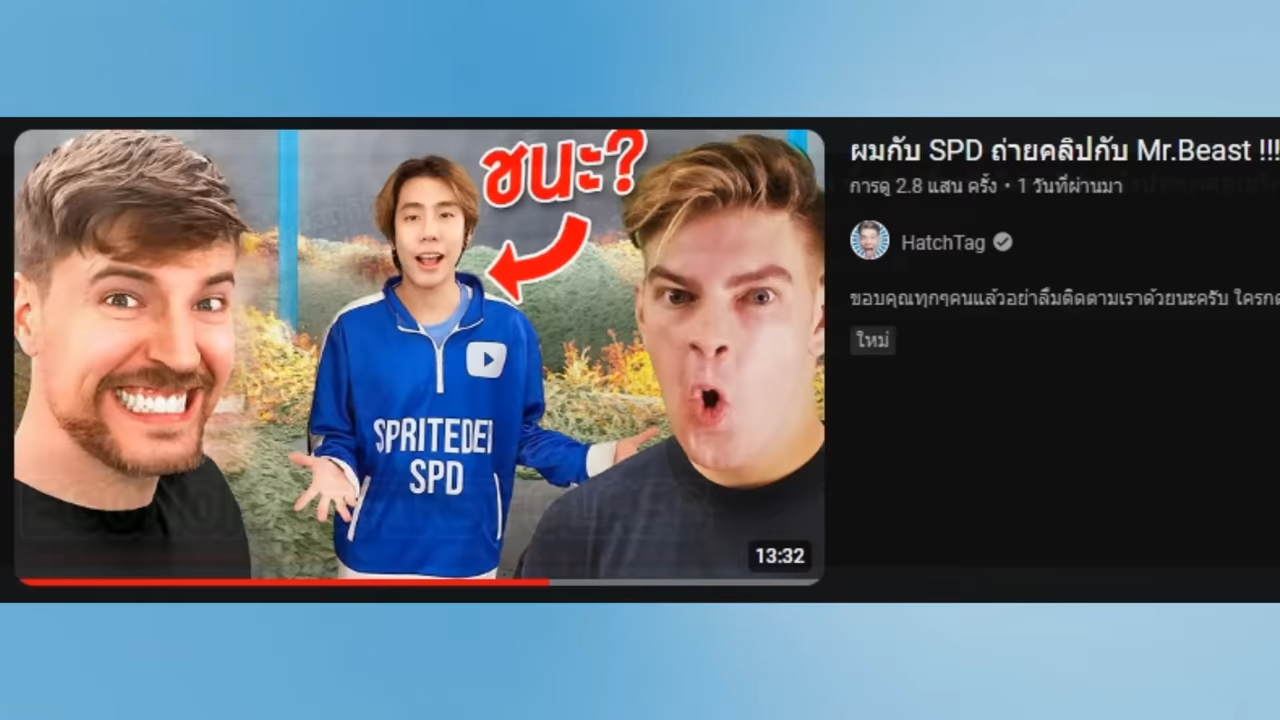 ชนะ?
SPRITEDER
SPD
13:32
ผมกับ SPD ถ่ายคลิปกับ Mr.Beast !!!
การดู 2.8 แสน ครั้ง • 1 วันที่ผ่านมา
HatchTag
ขอบคุณทุกๆคนแล้วอย่าลืมติดตามเราด้วยนะครับ ใครกด
ใหม่